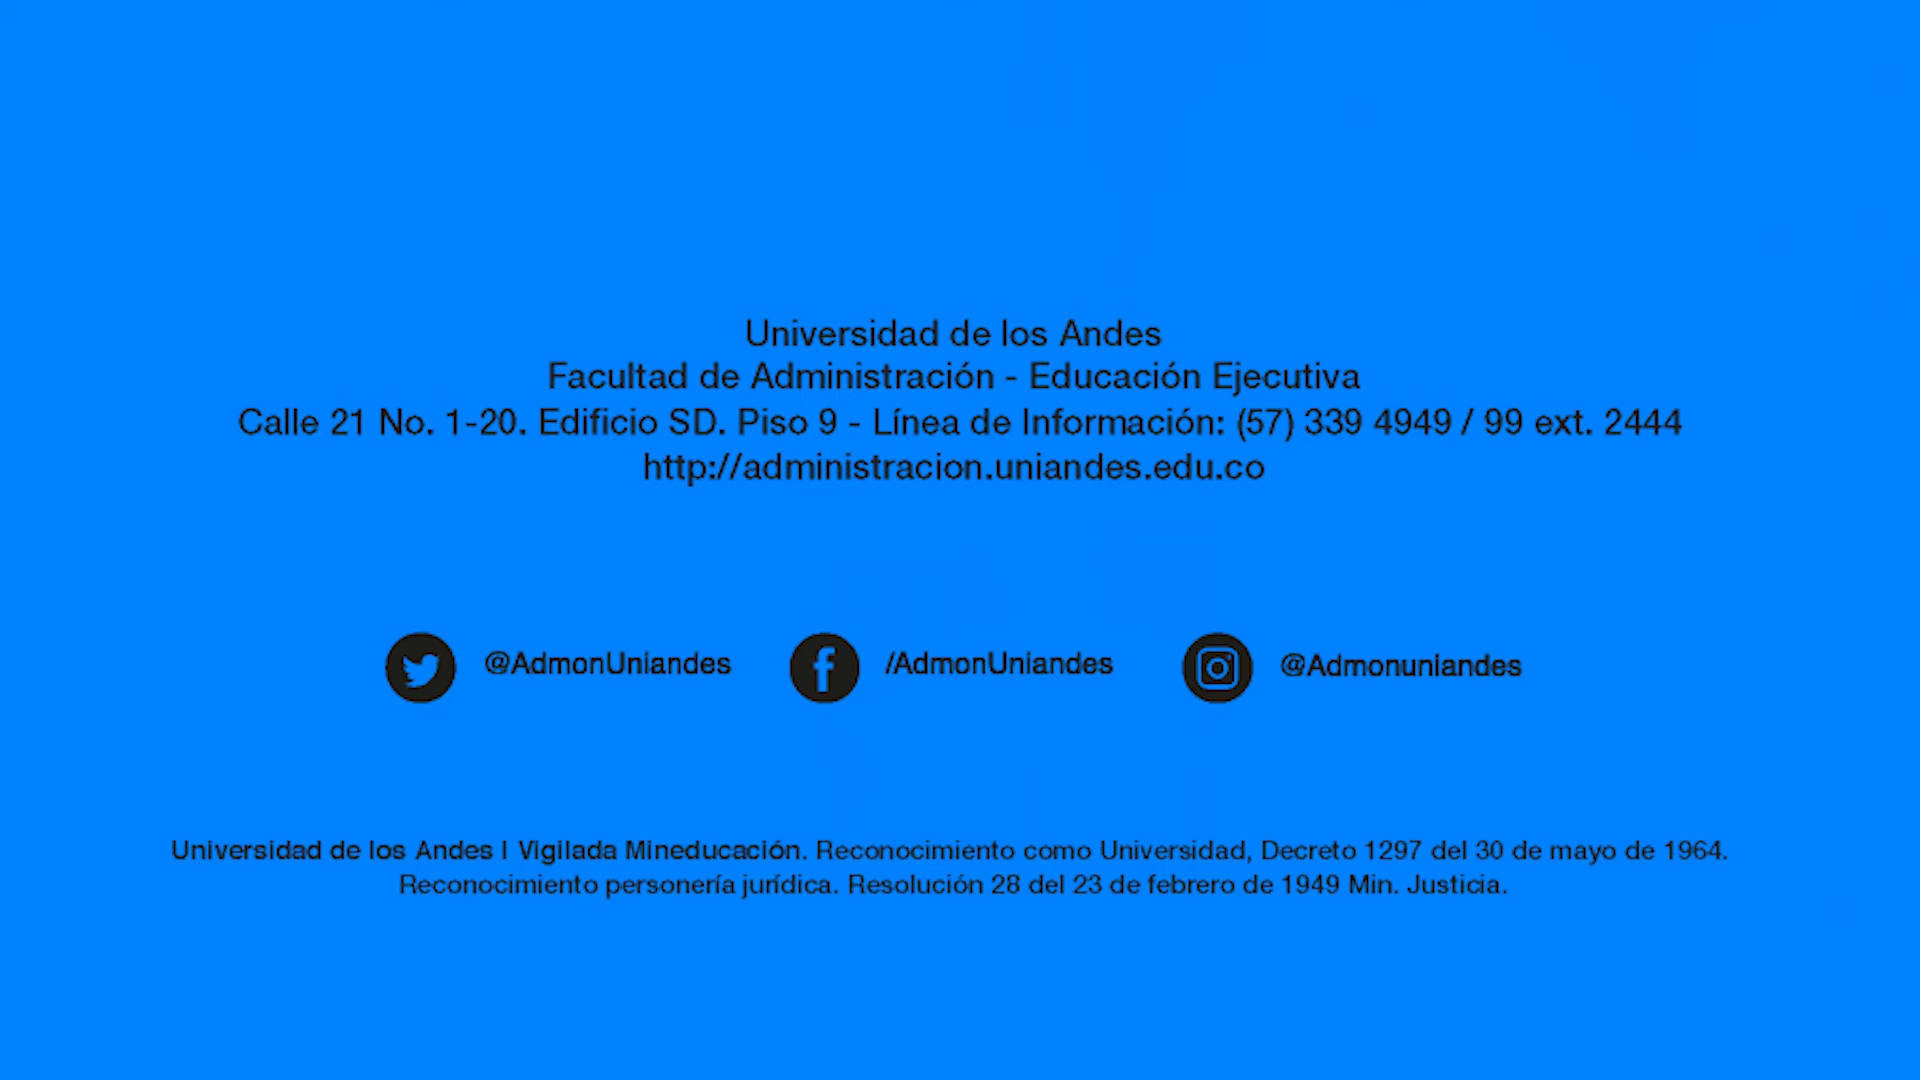 Universidad de los Andes
Facultad de Administración - Educación Ejecutiva
Calle 21 No. 1-20. Edificio SD. Piso 9 - Línea de Información: (57) 339 4949 / 99 ext. 2444
http://administracion.uniandes.edu.co
@AdmonUniandes /AdmonUniandes @Admonuniandes
Universidad de los Andes | Vigilada Mineducación. Reconocimiento como Universidad, Decreto 1297 del 30 de mayo de 1964.
Reconocimiento personería jurídica. Resolución 28 del 23 de febrero de 1949 Min. Justicia.